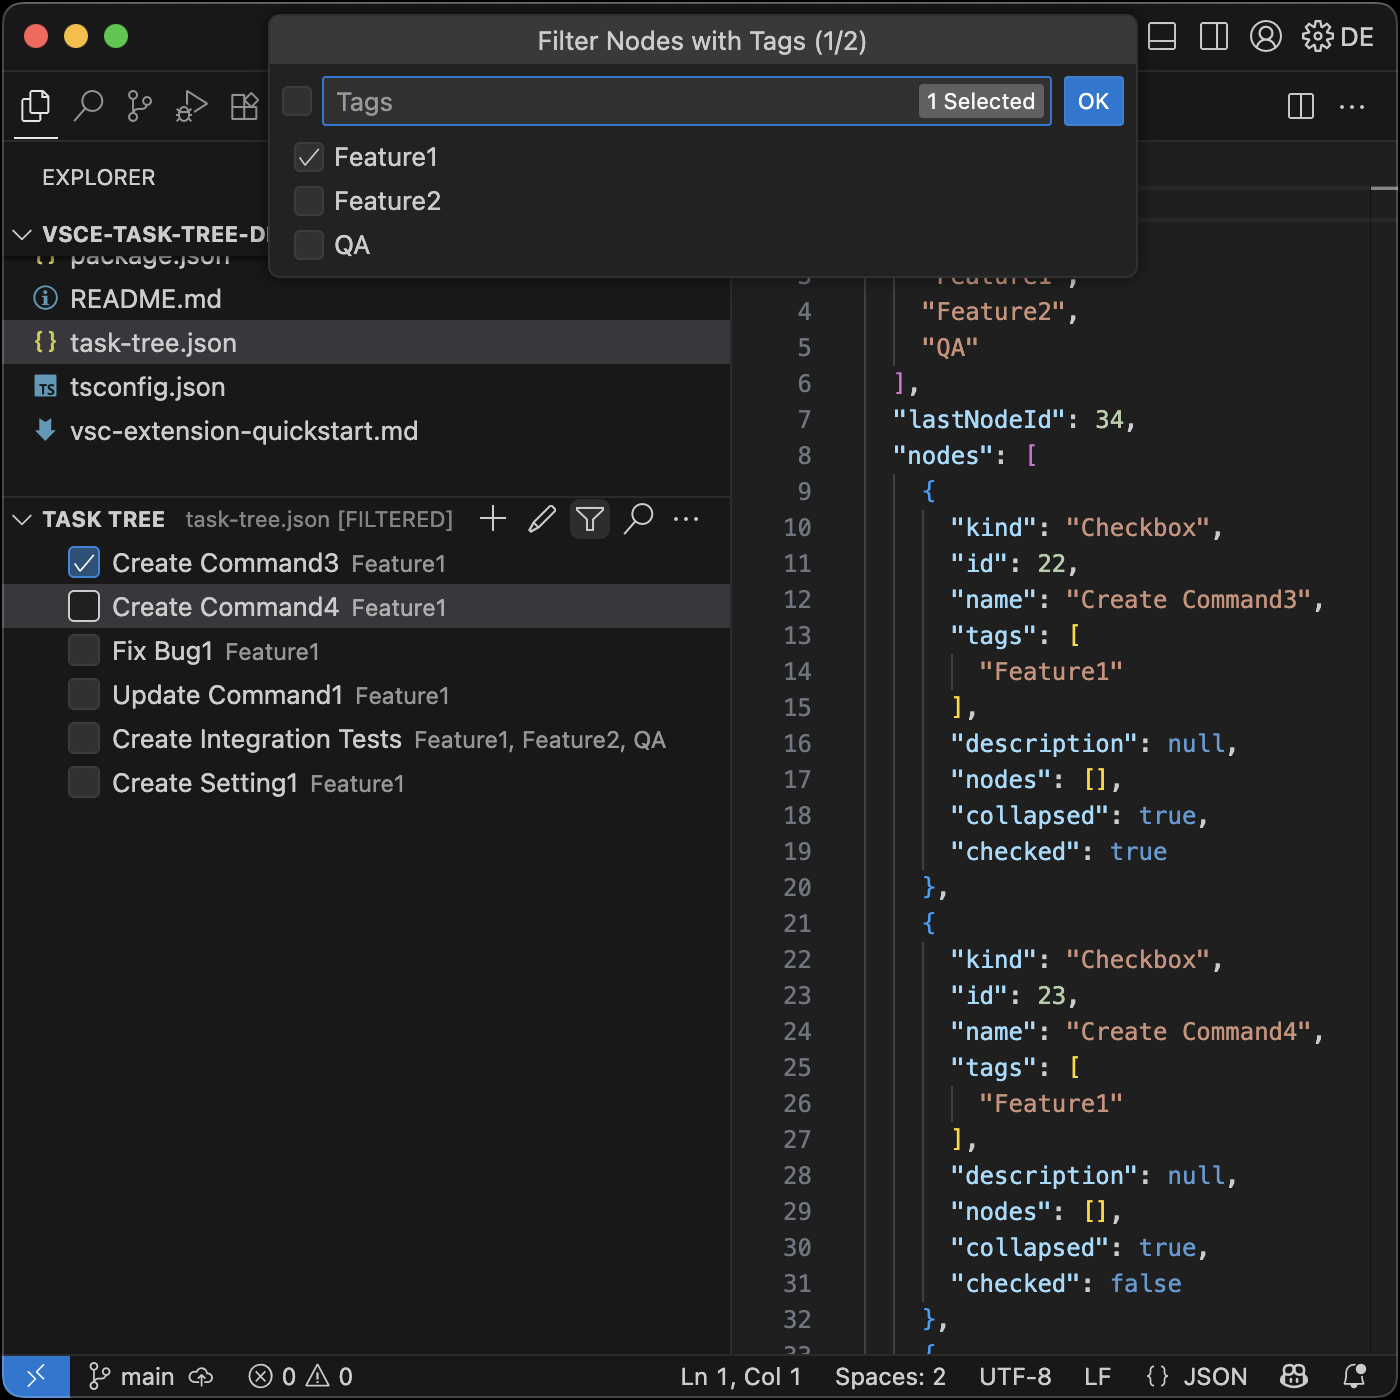 Filter Nodes with Tags (1/2)
DE
Tags
1 Selected
OK
Feature1
Feature2
QA
EXPLORER
VSCE-TASK-TREE-D
package.json
README.md
task-tree.json
TS tsconfig.json
vsc-extension-quickstart.md
TASK TREE task-tree.json [FILTERED]
Create Command3 Feature1
Create Command4 Feature1
Fix Bug1 Feature1
Update Command1 Feature1
Create Integration Tests Feature1, Feature2, QA
Create Setting1 Feature1
3 "Feature1",
4 "Feature2",
5 "QA"
6 ],
7 "lastNodeId": 34,
8 "nodes": [
9 {
10 "kind": "Checkbox",
11 "id": 22,
12 "name": "Create Command3",
13 "tags": [
14 "Feature1"
15 ],
16 "description": null,
17 "nodes": [],
18 "collapsed": true,
19 "checked": true
20 },
21 {
22 "kind": "Checkbox",
23 "id": 23,
24 "name": "Create Command4",
25 "tags": [
26 "Feature1"
27 ],
28 "description": null,
29 "nodes": [],
30 "collapsed": true,
31 "checked": false
32 },
33 {
main 0 0 Ln 1, Col 1 Spaces: 2 UTF-8 LF {} JSON